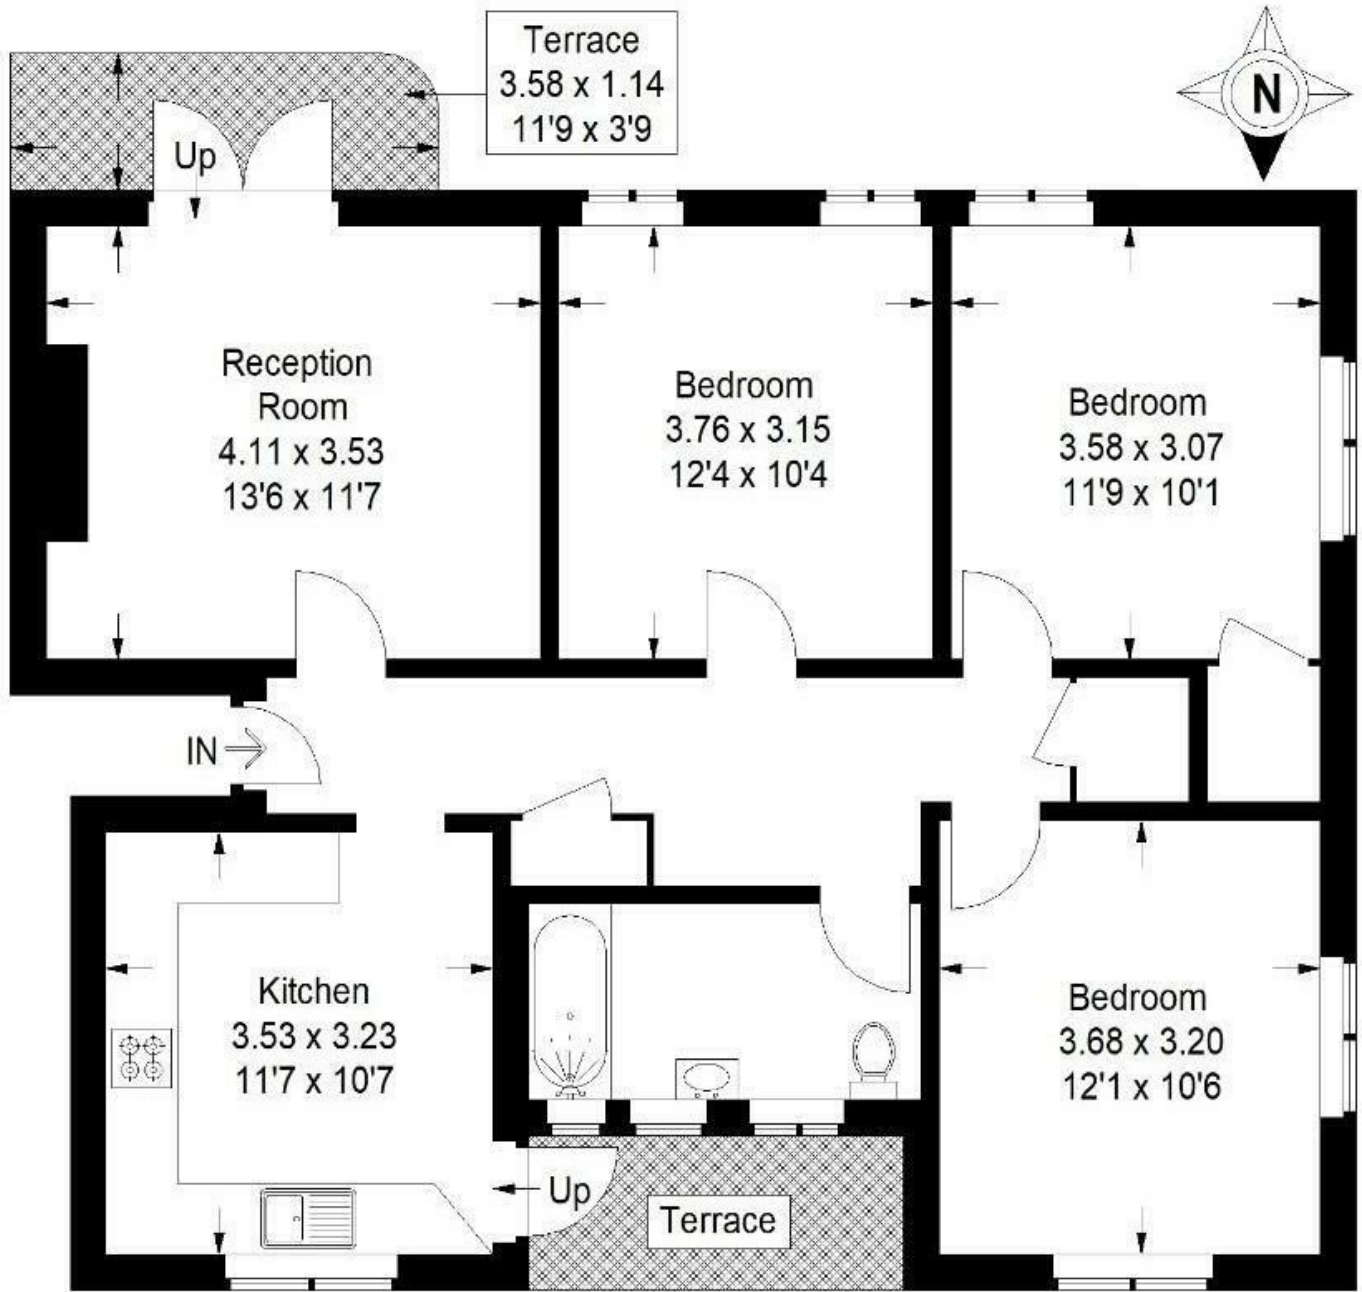 Terrace
3.58 x 1.14
11'9 x 3'9
N
Up
Reception
Room
4.11 x 3.53
13'6 x 11'7
Bedroom
3.76 x 3.15
12'4 x 10'4
Bedroom
3.58 x 3.07
11'9 x 10'1
IN
Kitchen
3.53 x 3.23
11'7 x 10'7
Bedroom
3.68 x 3.20
12'1 x 10'6
Up
Terrace